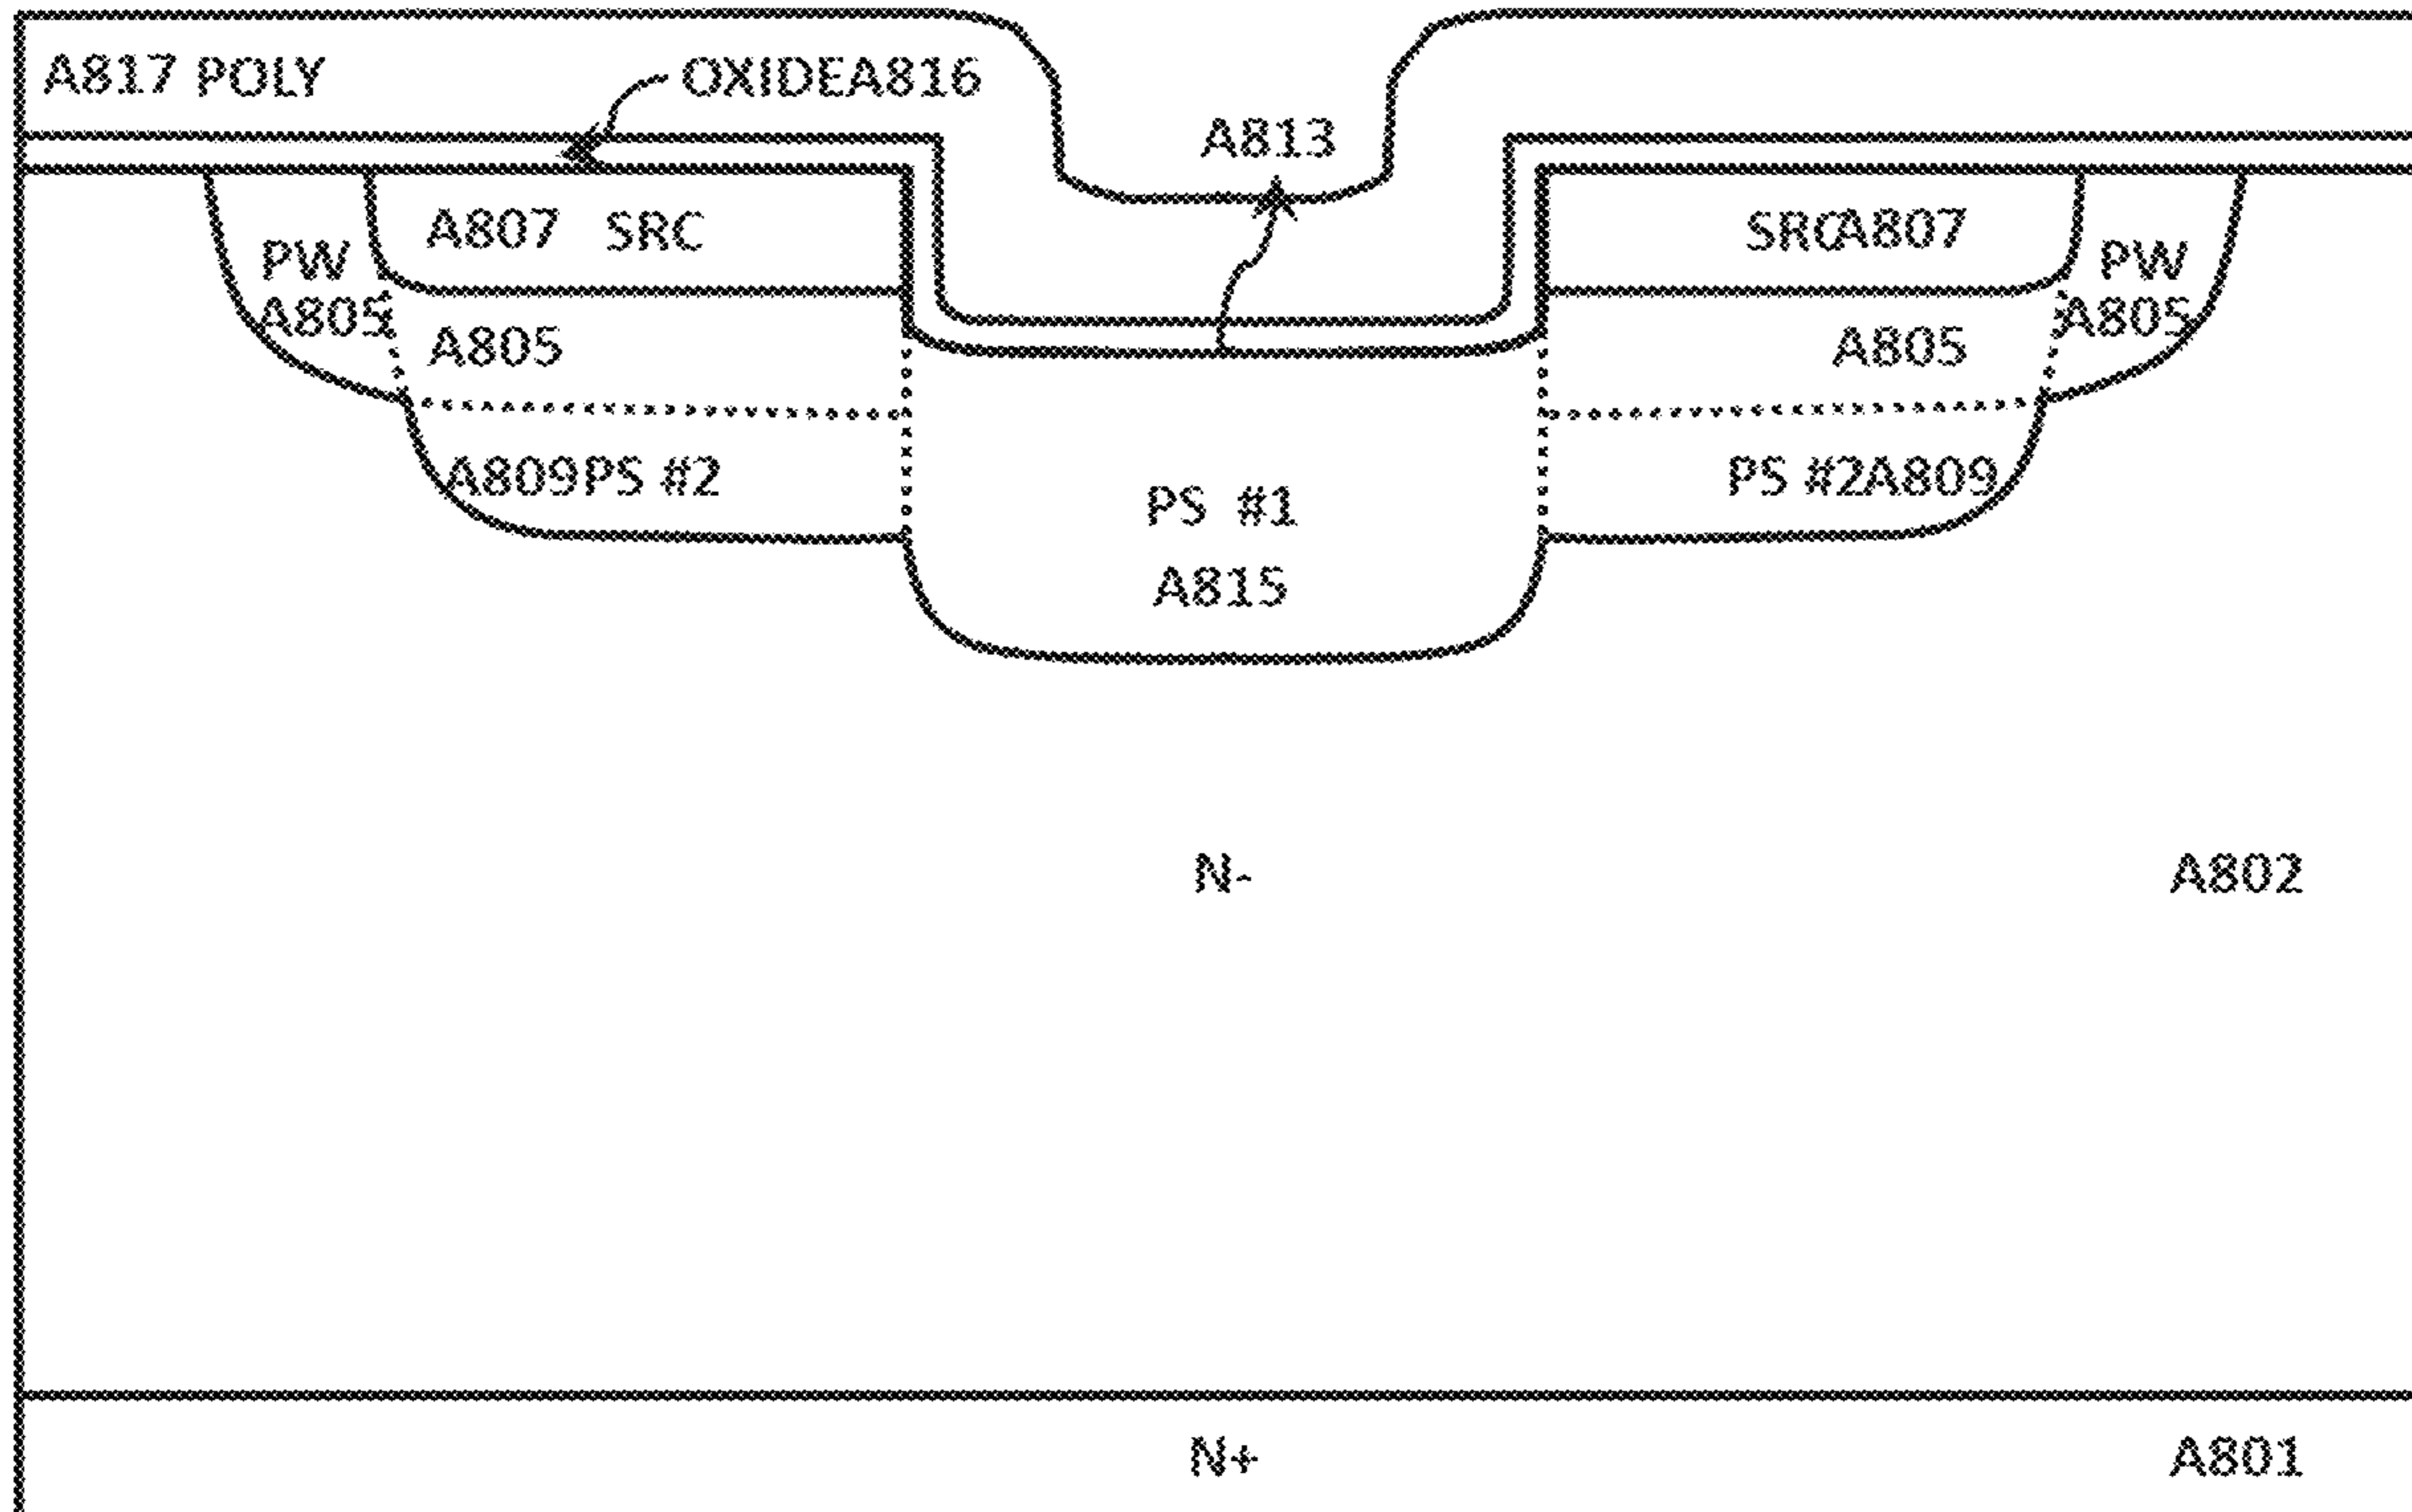 A817 POLY
OXIDEA816
A813
A807 SRC
SRCA807
PW
A805
PW
A805
A805
A805
A809PS #2
PS #1
A815
PS #2A809
N-
A802
N+
A801